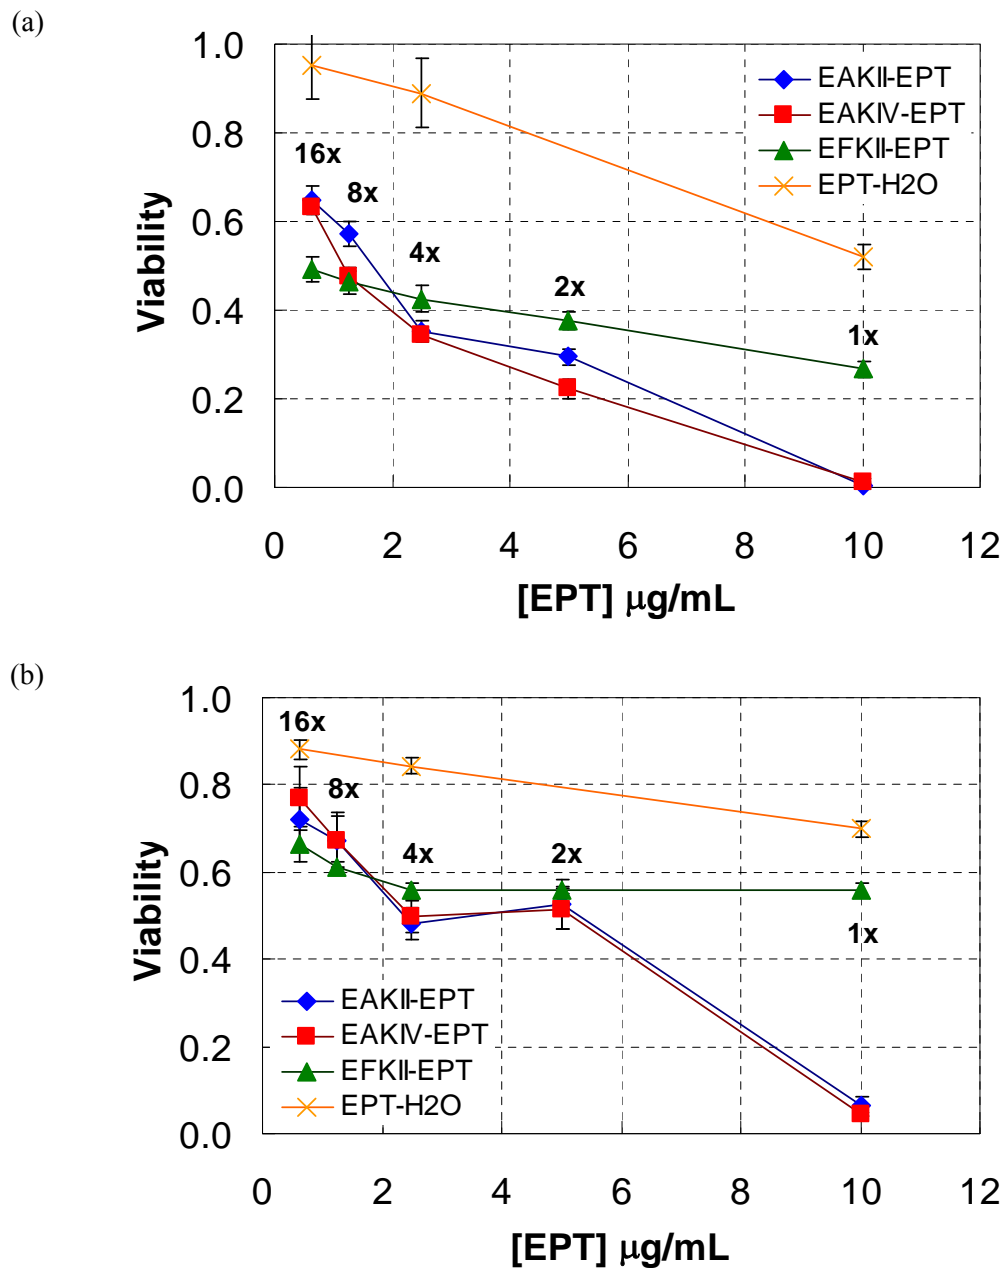 (a)
1.0
0.8
0.6
0.4
0.2
0.0
Viability
16x
8x
4x
2x
1x
EAKII-EPT
EAKIV-EPT
EFKII-EPT
EPT-H2O
0 2 4 6 8 10 12
[EPT] μg/mL
(b)
1.0
0.8
0.6
0.4
0.2
0.0
Viability
16x
8x
4x
2x
1x
EAKII-EPT
EAKIV-EPT
EFKII-EPT
EPT-H2O
0 2 4 6 8 10 12
[EPT] μg/mL